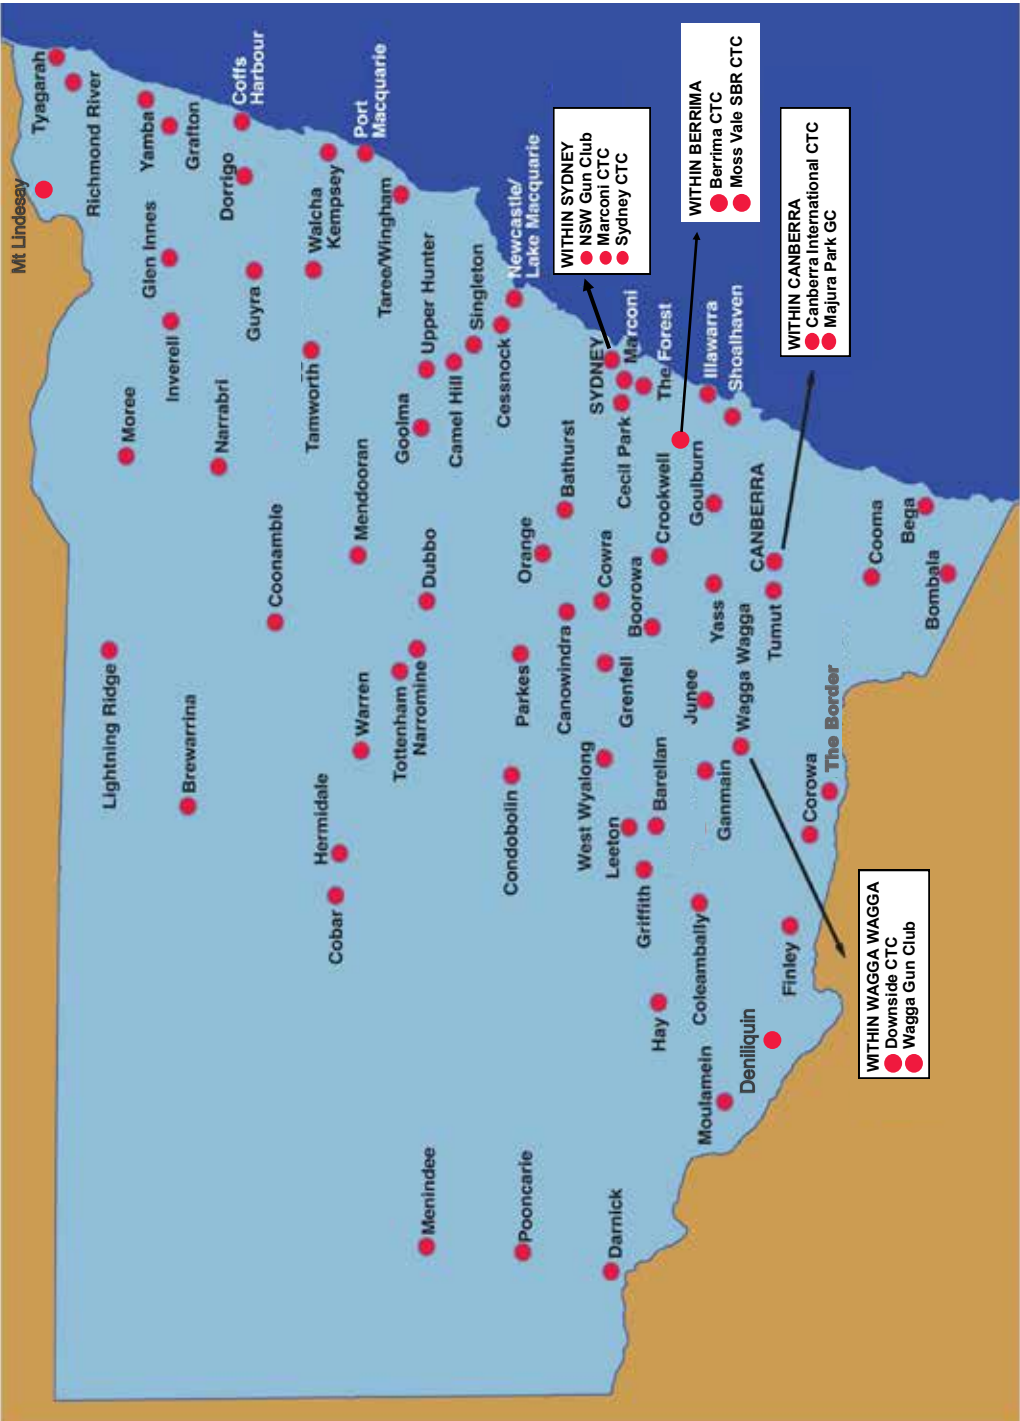 Mt Lindesay
Tyagarah
Richmond River
Yamba
Grafton
Coffs
Harbour
Dorrigo
Glen Innes
Inverell
Guyra
Walcha
Kempsey
Port
Macquarie
Taree/Wingham
Moree
Narrabri
Tamworth
Upper Hunter
Singleton
Newcastle/
Lake Macquarie
Goolma
Camel Hill
Cessnock
Lightning Ridge
Brewarrina
Coonamble
Mendooran
Dubbo
Warren
Tottenham
Narromine
Hermidale
Cobar
Orange
Bathurst
Parkes
Canowindra
Cowra
Condobolin
Grenfell
West Wyalong
SYDNEY
Marconi
The Forest
Cecil Park
Illawarra
Shoalhaven
Crookwell
Goulburn
Boorowa
Yass
CANBERRA
Tumut
Cooma
Bega
Bombala
Junee
Wagga Wagga
Ganmain
Barellan
Leeton
Griffith
Coleambally
Hay
The Border
Corowa
Finley
Deniliquin
Moulamein
Menindee
Pooncarie
Darnick
WITHIN SYDNEY
NSW Gun Club
Marconi CTC
Sydney CTC
WITHIN BERRIMA
Berrima CTC
Moss Vale SBR CTC
WITHIN CANBERRA
Canberra International CTC
Majura Park GC
WITHIN WAGGA WAGGA
Downside CTC
Wagga Gun Club